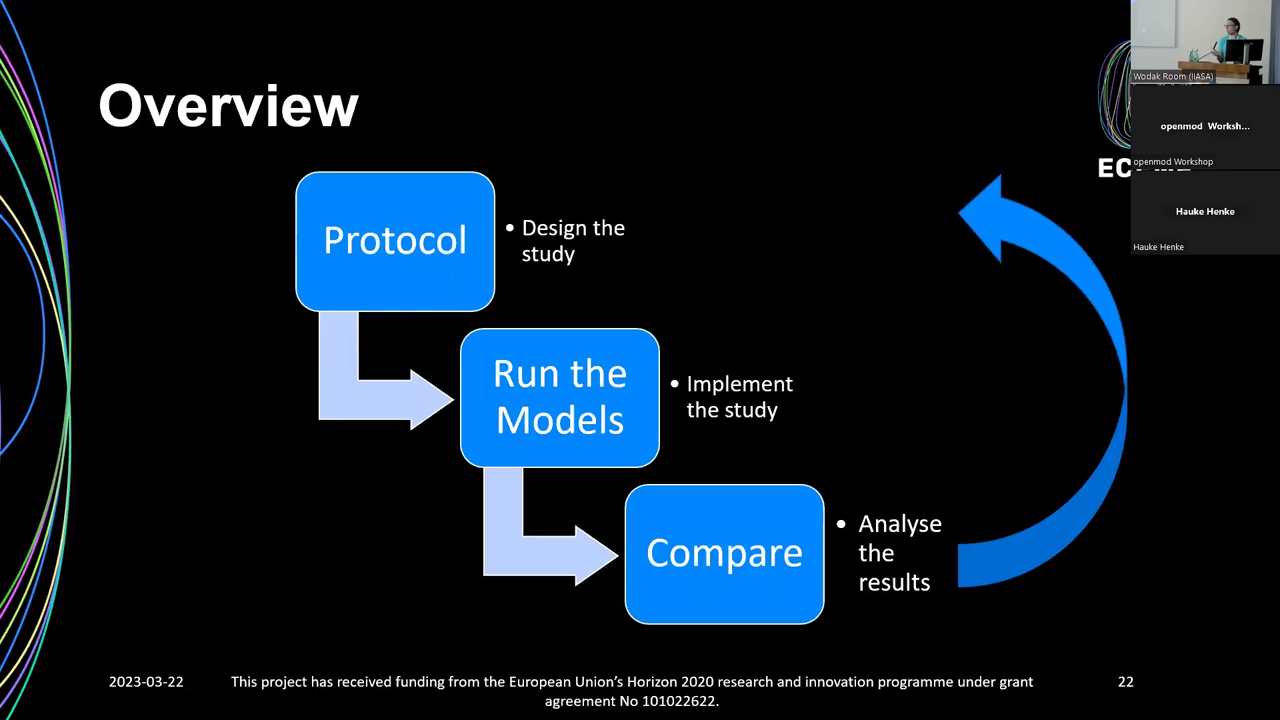 Overview
Protocol
• Design the
study
Run the
Models
• Implement
the study
Compare
• Analyse
the
results
2023-03-22
This project has received funding from the European Union’s Horizon 2020 research and innovation programme under grant
agreement No 101022622.
22
Wodak Room (IIASA)
openmod Worksh...
openmod Workshop
Hauke Henke
Hauke Henke